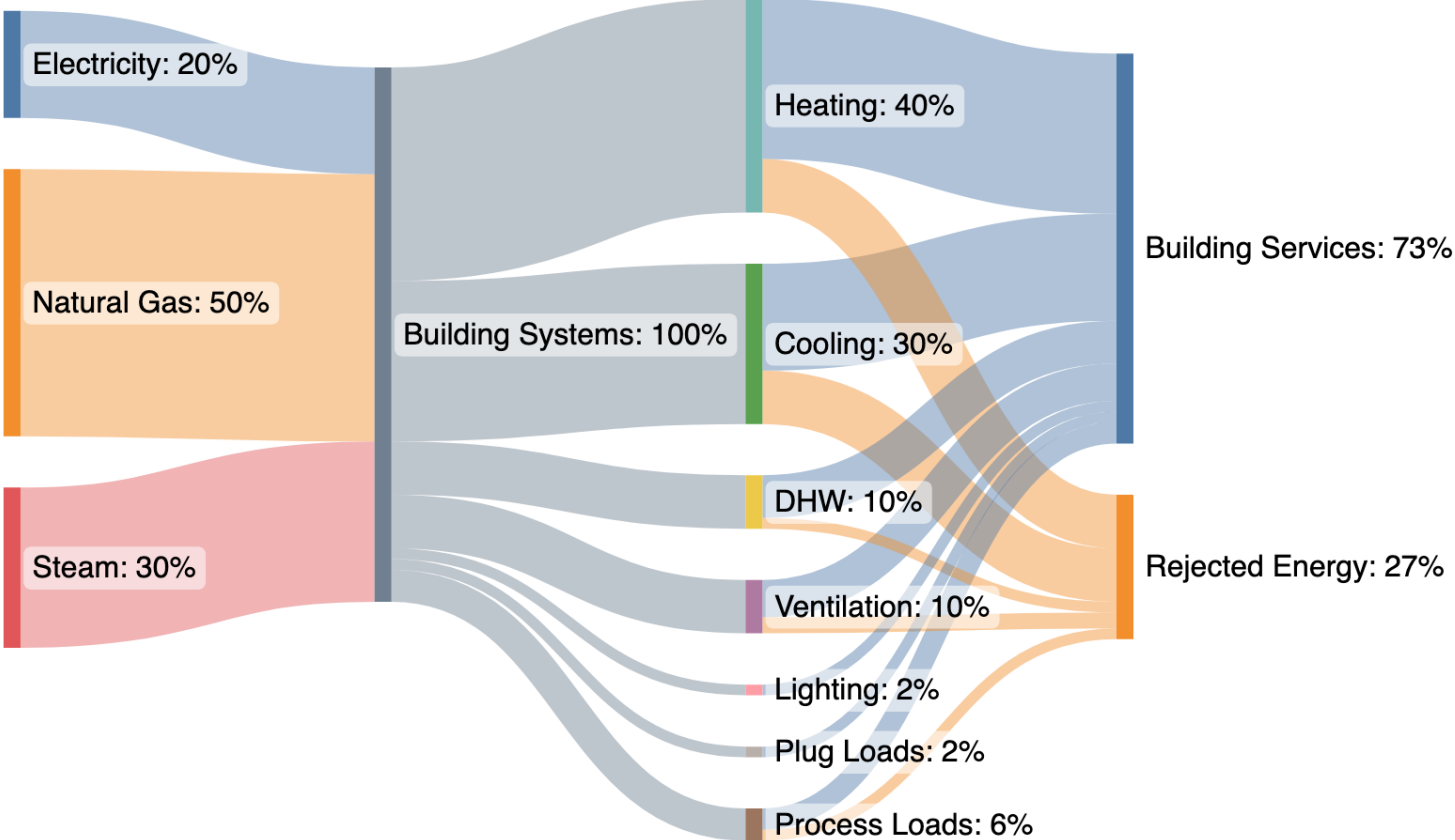 Electricity: 20%
Natural Gas: 50%
Steam: 30%
Building Systems: 100%
Heating: 40%
Cooling: 30%
DHW: 10%
Ventilation: 10%
Lighting: 2%
Plug Loads: 2%
Process Loads: 6%
Building Services: 73%
Rejected Energy: 27%